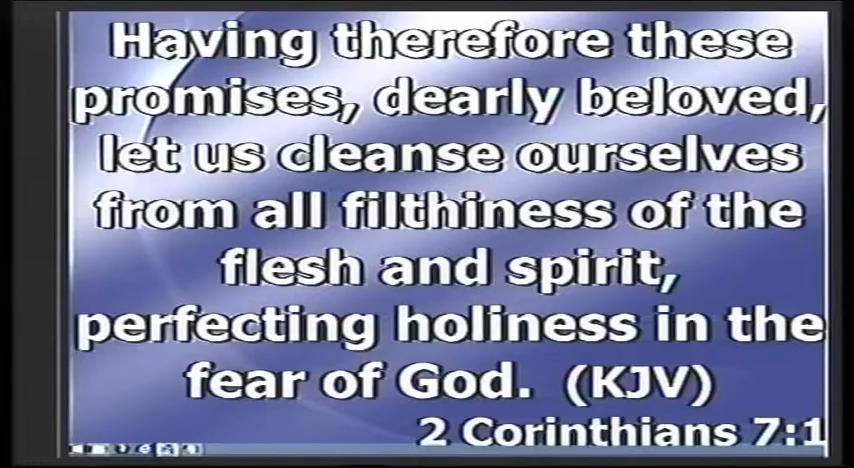 Having therefore these
promises, dearly beloved,
let us cleanse ourselves
from all filthiness of the
flesh and spirit,
perfecting holiness in the
fear of God. (KJV)
2 Corinthians 7:1